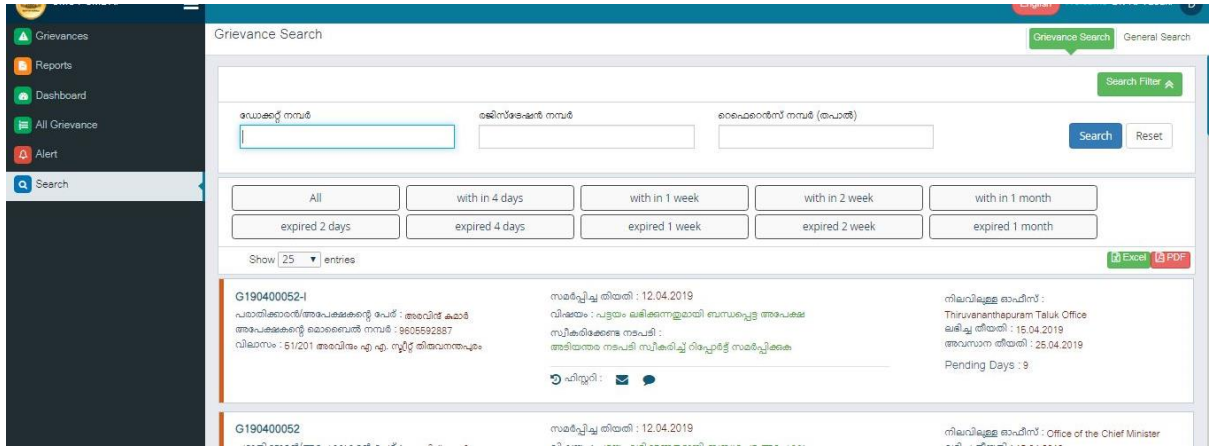 English
Grievances
Reports
Dashboard
All Grievance
Alert
Search
Grievance Search
Grievance Search General Search
Search Filter
ഡോക്കറ്റ് നമ്പർ രജിസ്ട്രേഷൻ നമ്പർ റെഫെറൻസ് നമ്പർ (തപാൽ)
Search Reset
All with in 4 days with in 1 week with in 2 week with in 1 month
expired 2 days expired 4 days expired 1 week expired 2 week expired 1 month
Show 25 entries
Excel PDF
G190400052-I
പരാതിക്കാരൻ/അപേക്ഷകന്റെ പേര് : അരവിന്ദ് കുമാർ
അപേക്ഷകന്റെ മൊബൈൽ നമ്പർ : 9605592887
വിലാസം : 51/201 അരവിന്ദം എ എ. സ്ട്രീറ്റ് തിരുവനന്തപുരം
സമർപ്പിച്ച തിയതി : 12.04.2019
വിഷയം : പട്ടയം ലഭിക്കുന്നതുമായി ബന്ധപ്പെട്ട അപേക്ഷ
സ്വീകരിക്കേണ്ട നടപടി :
അടിയന്തര നടപടി സ്വീകരിച്ച് റിപ്പോർട്ട് സമർപ്പിക്കുക
ഹിസ്റ്ററി :
നിലവിലുള്ള ഓഫീസ് :
Thiruvananthapuram Taluk Office
ലഭിച്ച തീയതി : 15.04.2019
അവസാന തീയതി : 25.04.2019
Pending Days : 9
G190400052
സമർപ്പിച്ച തിയതി : 12.04.2019
നിലവിലുള്ള ഓഫീസ് : Office of the Chief Minister